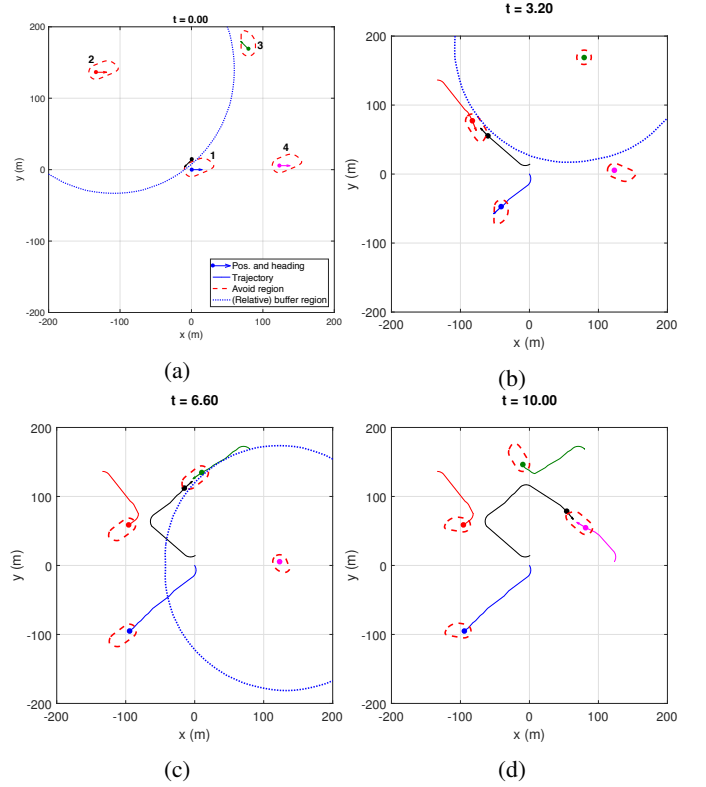 t = 0.00
200
100
0
-100
-200
-200
-100
0
100
200
y (m)
x (m)
2
3
1
4
Pos. and heading
Trajectory
Avoid region
(Relative) buffer region
(a)
t = 3.20
200
100
0
-100
-200
-200
-100
0
100
200
y (m)
x (m)
(b)
t = 6.60
200
100
0
-100
-200
-200
-100
0
100
200
y (m)
x (m)
(c)
t = 10.00
200
100
0
-100
-200
-200
-100
0
100
200
y (m)
x (m)
(d)